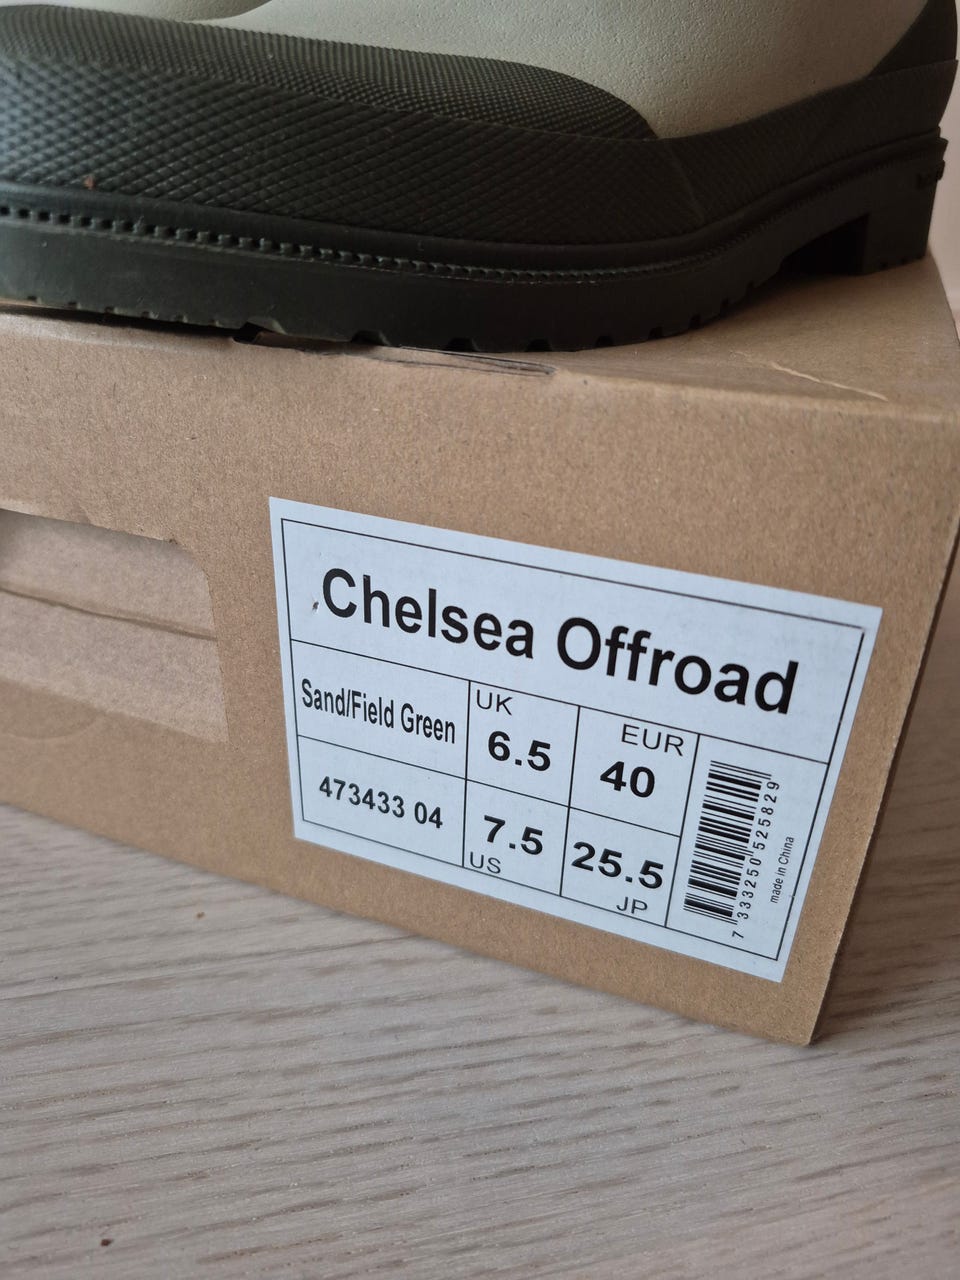 Chelsea Offroad
Sand/Field Green
473433 04
UK
6.5
EUR
40
7.5
US
25.5
JP
7 333250 525829
made in China